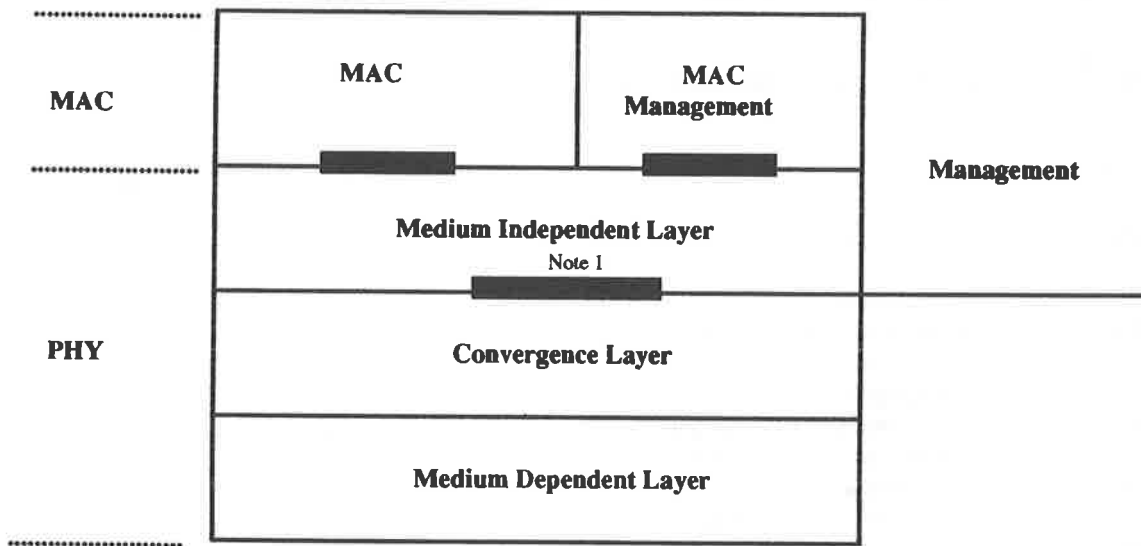 MAC
MAC
MAC
Management
Management
Medium Independent Layer
Note 1
PHY
Convergence Layer
Medium Dependent Layer